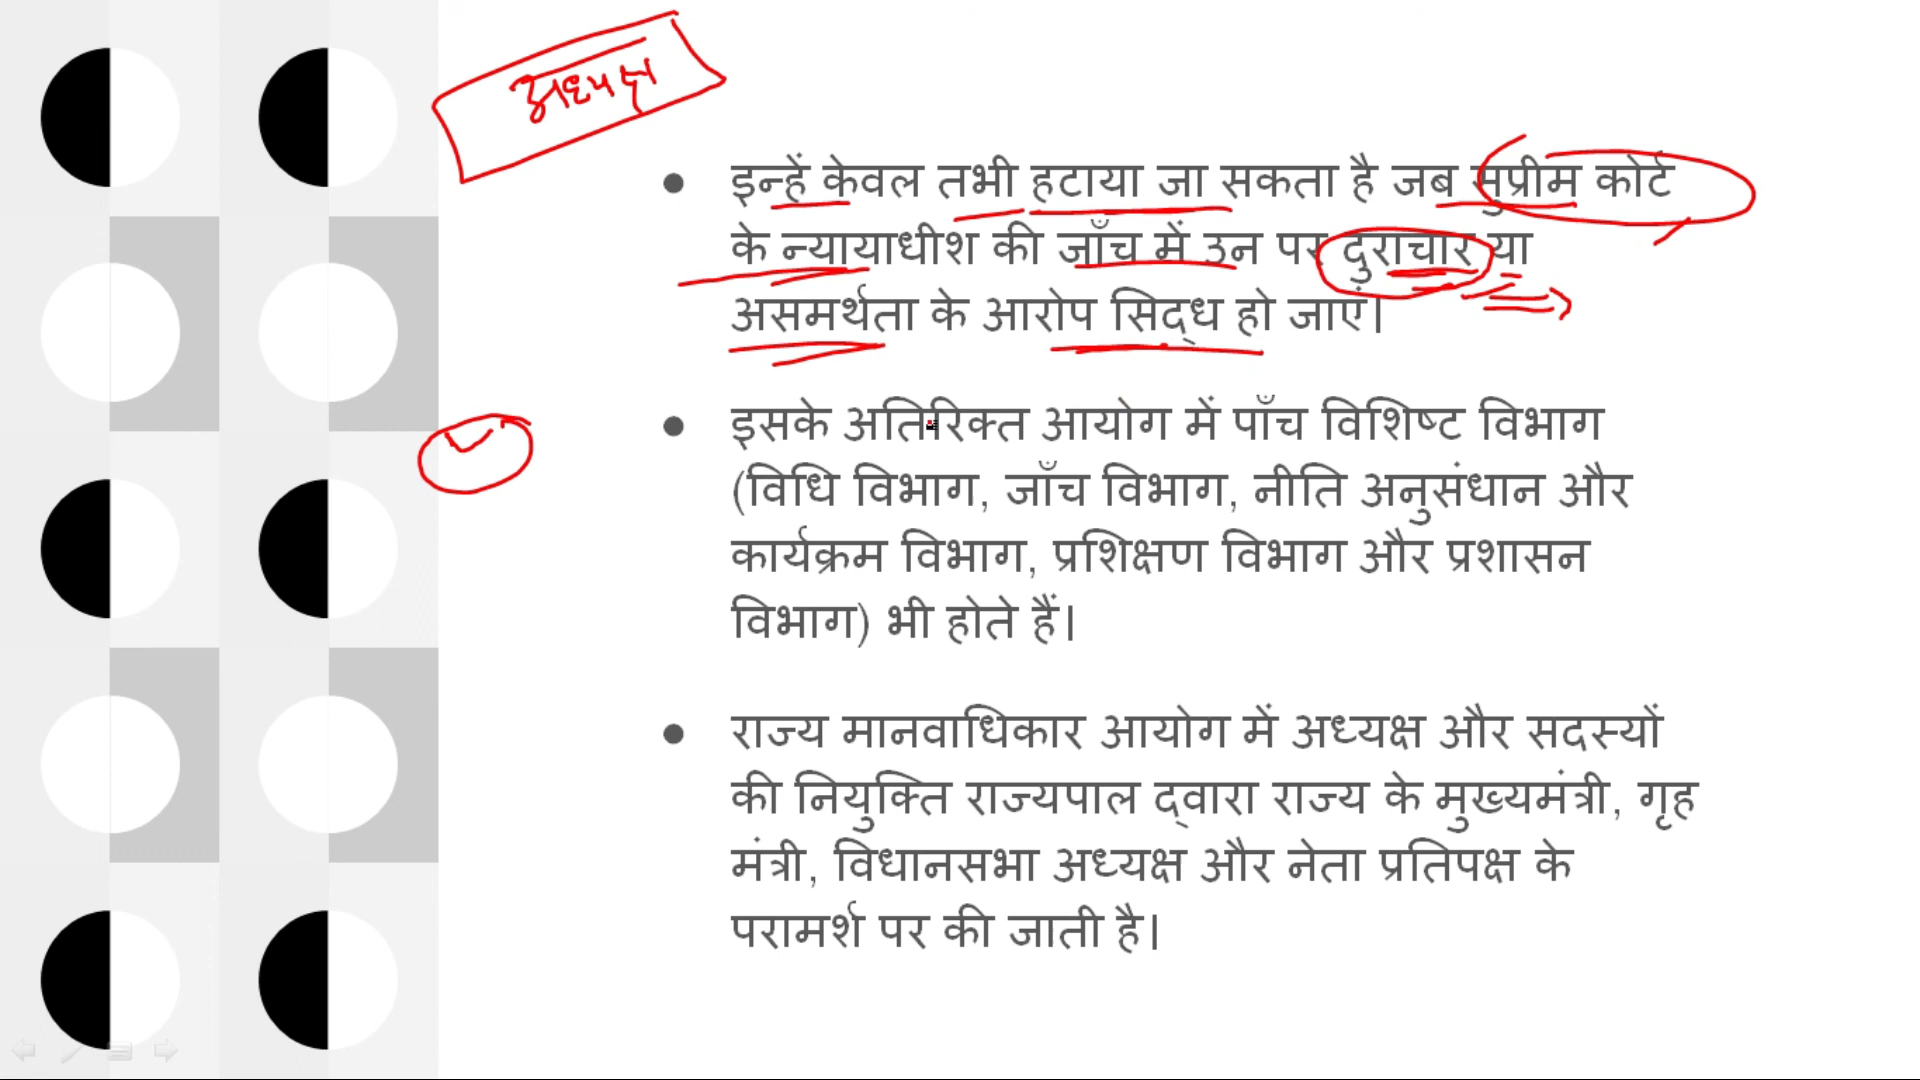 अध्यक्ष
● इन्हें केवल तभी हटाया जा सकता है जब सुप्रीम कोर्ट
के न्यायाधीश की जाँच में उन पर दुराचार या
असमर्थता के आरोप सिद्ध हो जाएं।
● इसके अतिरिक्त आयोग में पाँच विशिष्ट विभाग
(विधि विभाग, जाँच विभाग, नीति अनुसंधान और
कार्यक्रम विभाग, प्रशिक्षण विभाग और प्रशासन
विभाग) भी होते हैं।
● राज्य मानवाधिकार आयोग में अध्यक्ष और सदस्यों
की नियुक्ति राज्यपाल द्वारा राज्य के मुख्यमंत्री, गृह
मंत्री, विधानसभा अध्यक्ष और नेता प्रतिपक्ष के
परामर्श पर की जाती है।